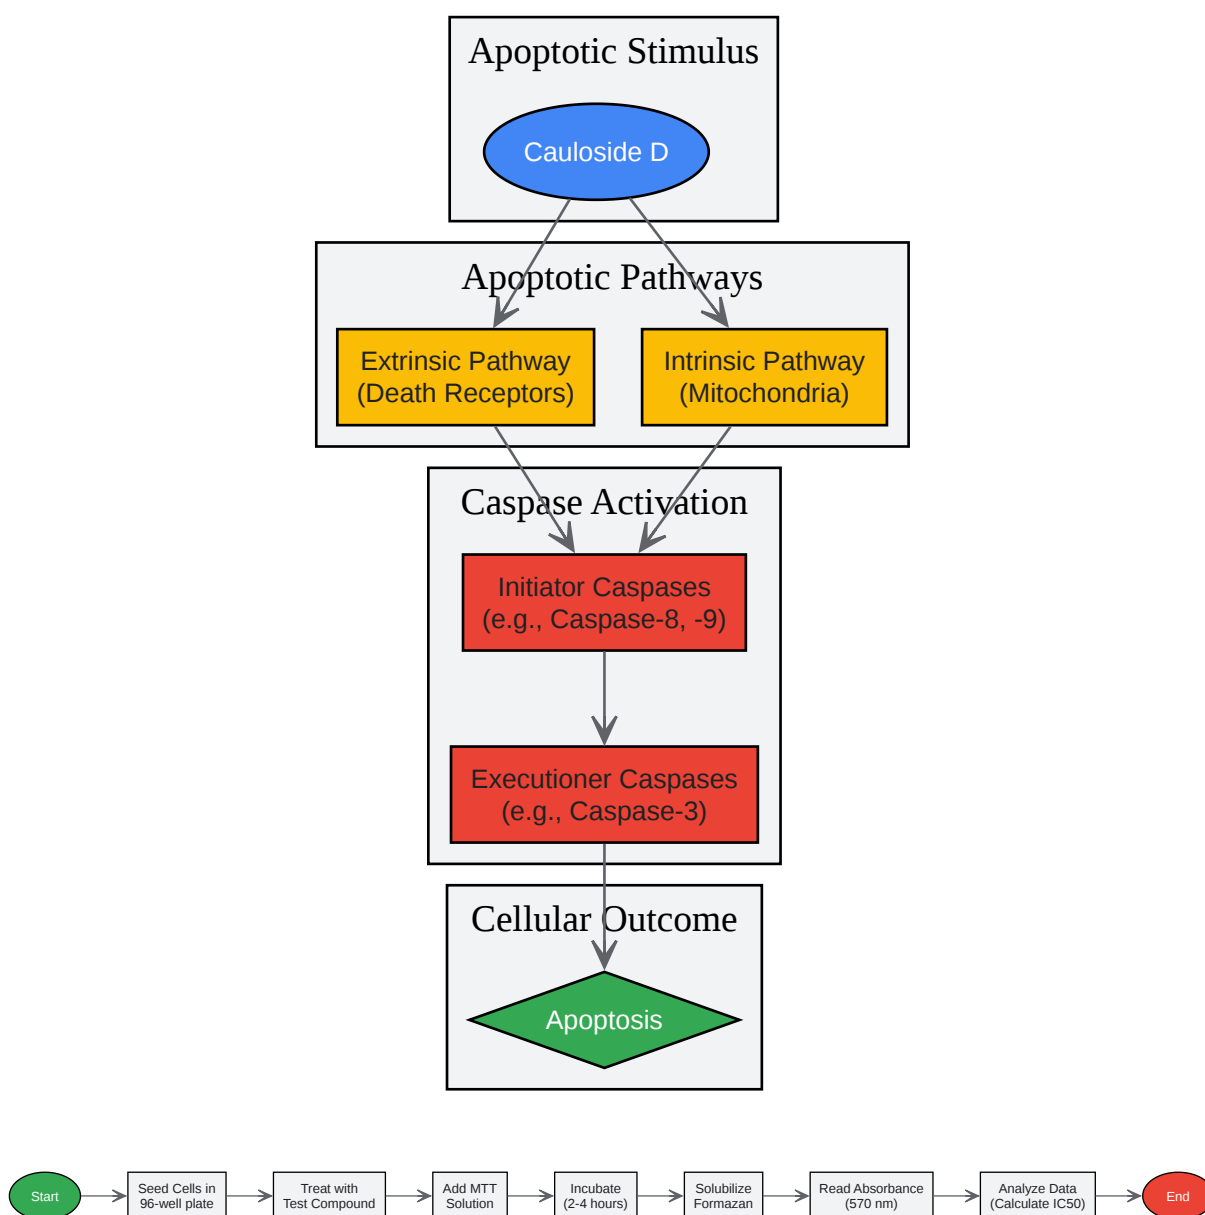 Apoptotic Stimulus
Cauloside D
Apoptotic Pathways
Extrinsic Pathway
(Death Receptors)
Intrinsic Pathway
(Mitochondria)
Caspase Activation
Initiator Caspases
(e.g., Caspase-8, -9)
Executioner Caspases
(e.g., Caspase-3)
Cellular Outcome
Apoptosis
Start
Seed Cells in
96-well plate
Treat with
Test Compound
Add MTT
Solution
Incubate
(2-4 hours)
Solubilize
Formazan
Read Absorbance
(570 nm)
Analyze Data
(Calculate IC50)
End